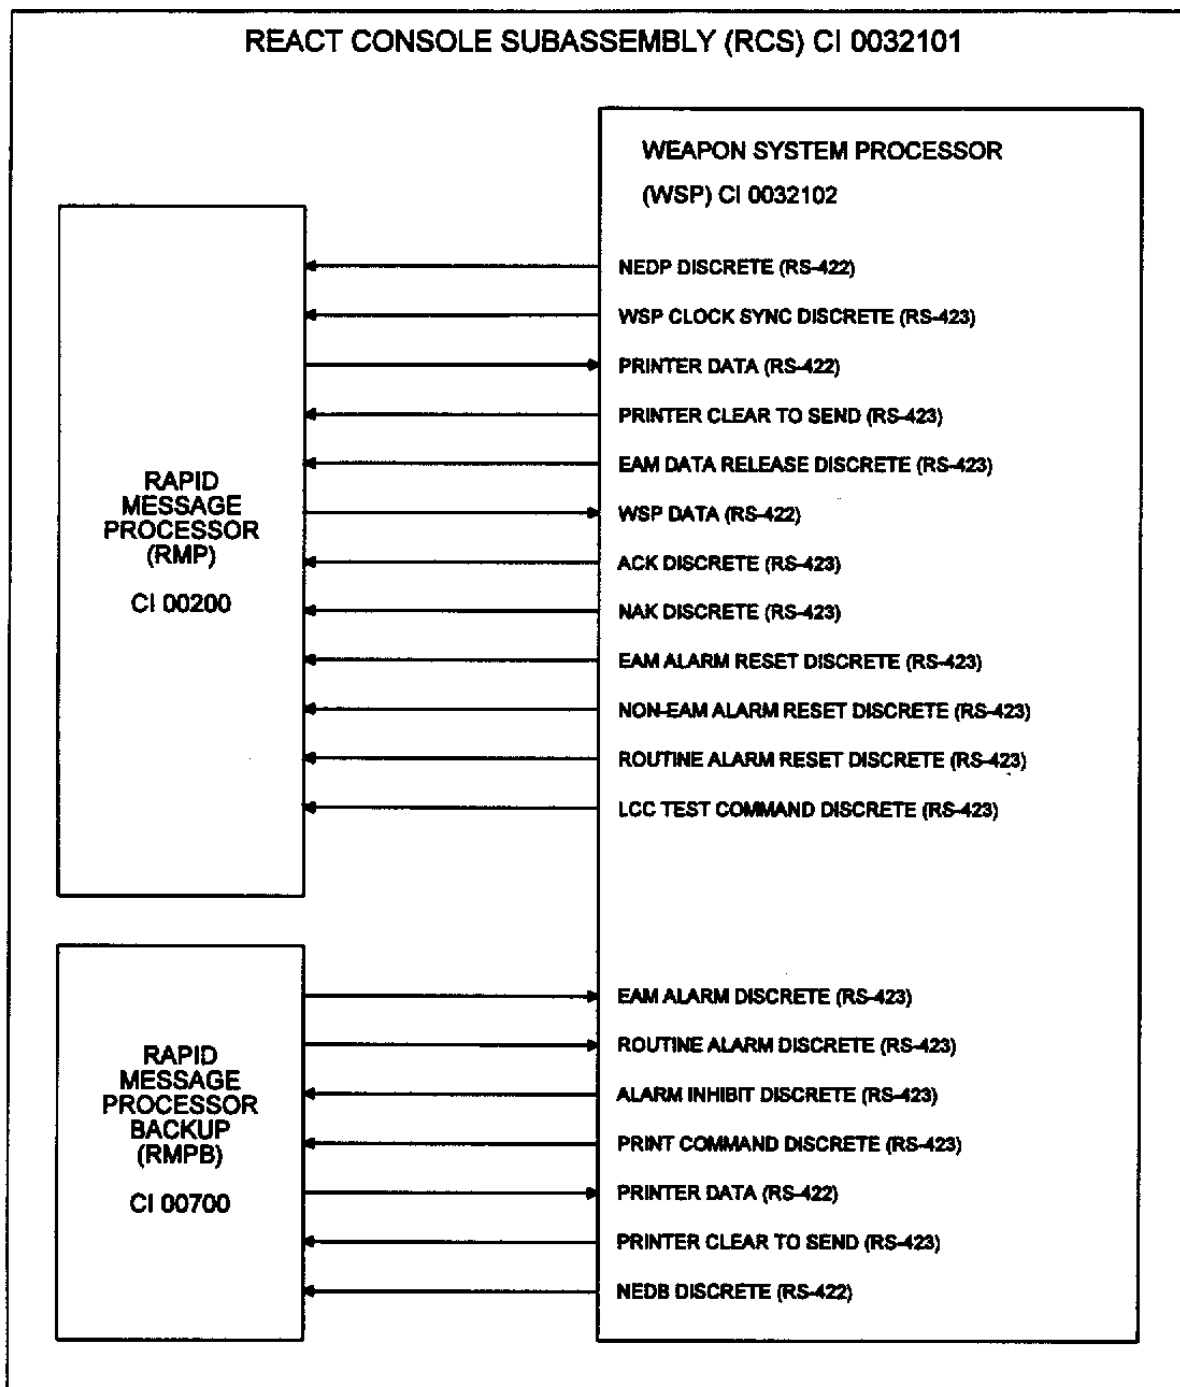 REACT CONSOLE SUBASSEMBLY (RCS) CI 0032101
WEAPON SYSTEM PROCESSOR
(WSP) CI 0032102
RAPID
MESSAGE
PROCESSOR
(RMP)
CI 00200
NEDP DISCRETE (RS-422)
WSP CLOCK SYNC DISCRETE (RS-423)
PRINTER DATA (RS-422)
PRINTER CLEAR TO SEND (RS-423)
EAM DATA RELEASE DISCRETE (RS-423)
WSP DATA (RS-422)
ACK DISCRETE (RS-423)
NAK DISCRETE (RS-423)
EAM ALARM RESET DISCRETE (RS-423)
NON-EAM ALARM RESET DISCRETE (RS-423)
ROUTINE ALARM RESET DISCRETE (RS-423)
LCC TEST COMMAND DISCRETE (RS-423)
RAPID
MESSAGE
PROCESSOR
BACKUP
(RMPB)
CI 00700
EAM ALARM DISCRETE (RS-423)
ROUTINE ALARM DISCRETE (RS-423)
ALARM INHIBIT DISCRETE (RS-423)
PRINT COMMAND DISCRETE (RS-423)
PRINTER DATA (RS-422)
PRINTER CLEAR TO SEND (RS-423)
NEDB DISCRETE (RS-422)